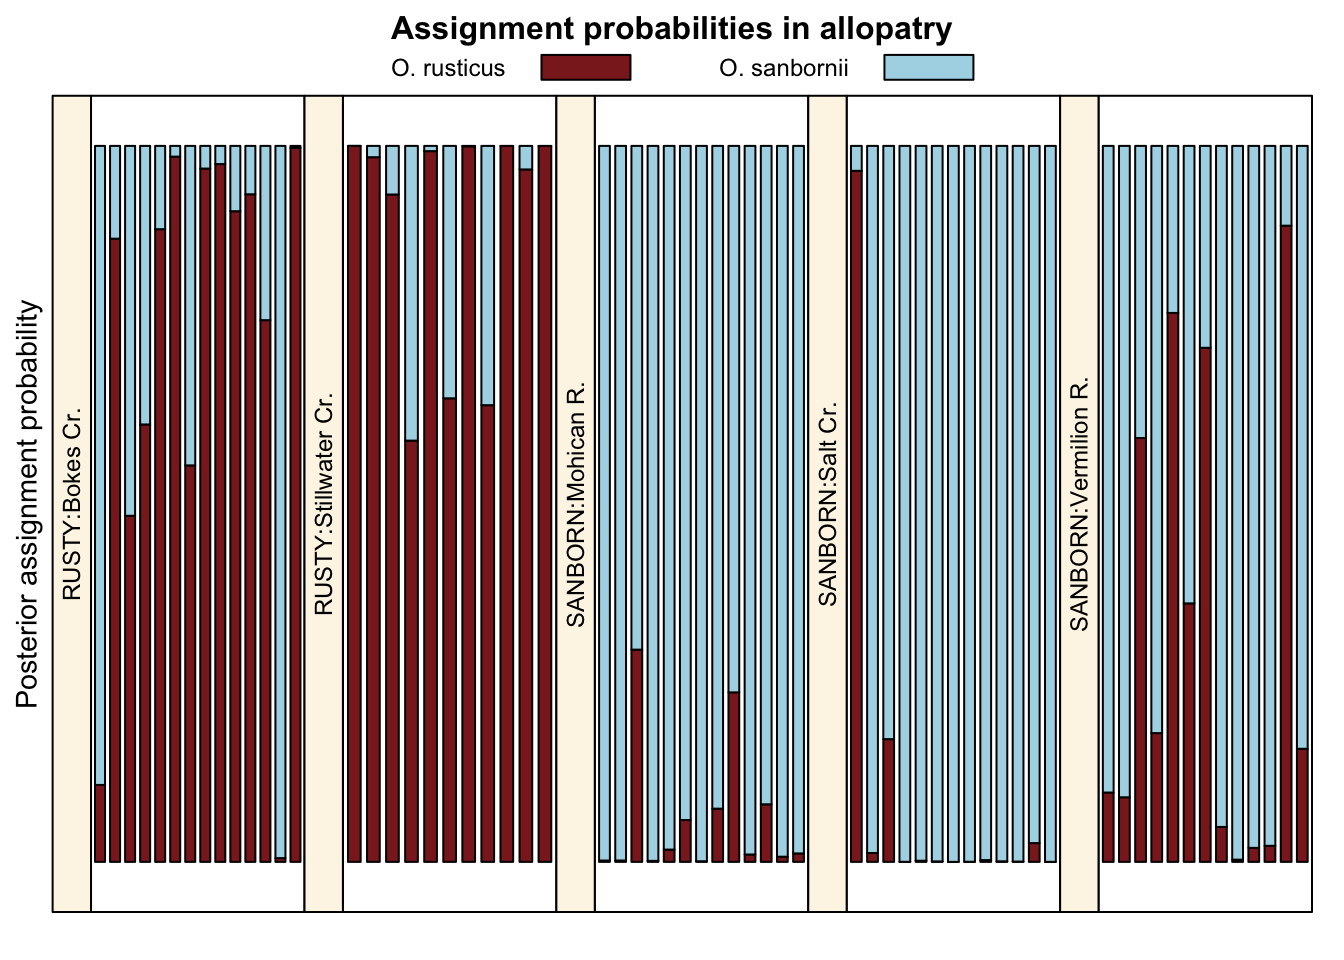 Assignment probabilities in allopatry
O. rusticus
O. sanbornii
Posterior assignment probability
RUSTY:Bokes Cr.
RUSTY:Stillwater Cr.
SANBORN:Mohican R.
SANBORN:Salt Cr.
SANBORN:Vermilion R.